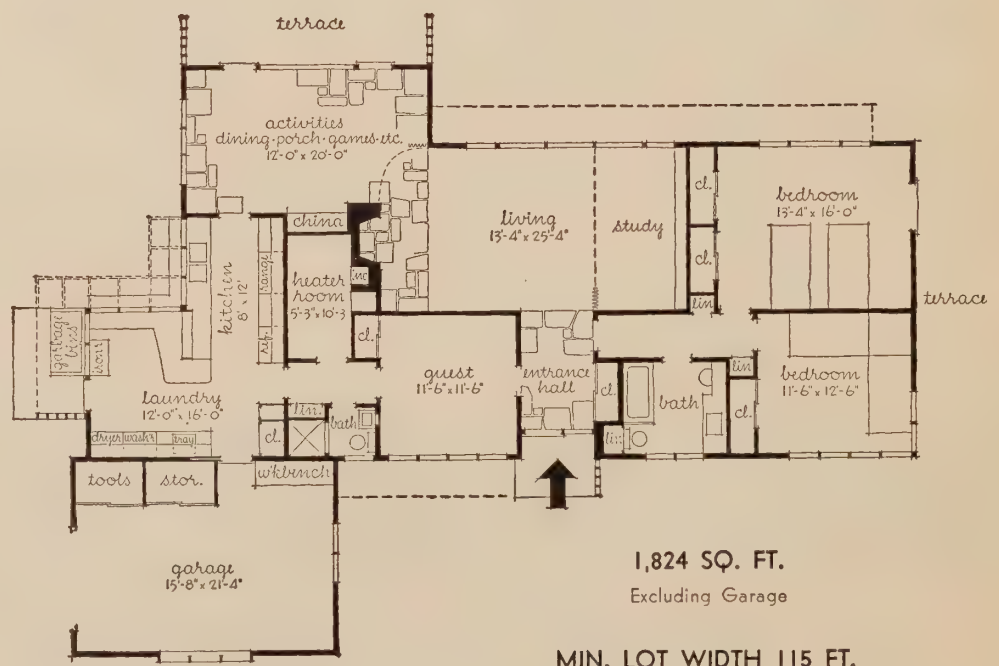 terrace
activities
dining·porch·games·etc.
12'-0" x 20'-0"
china
living
13'-4" x 25'-4"
study
cl.
cl.
lin
bedroom
13'-4" x 16'-0"
terrace
kitchen
8' x 12'
range
ref.
heater
room
5'-3" x 10'-3
inc
cl.
garbage
bins
ironr
laundry
12'-0" x 16'-0"
dryer
wash'r
tray
cl.
lin.
bath
guest
11'-6" x 11'-6"
entrance
hall
cl.
lin
bath
lin
cl.
bedroom
11'-6" x 12'-6"
tools
stor.
w'kbench
garage
15'-8" x 21'-4"
1,824 SQ. FT.
Excluding Garage
MIN. LOT WIDTH 115 FT.